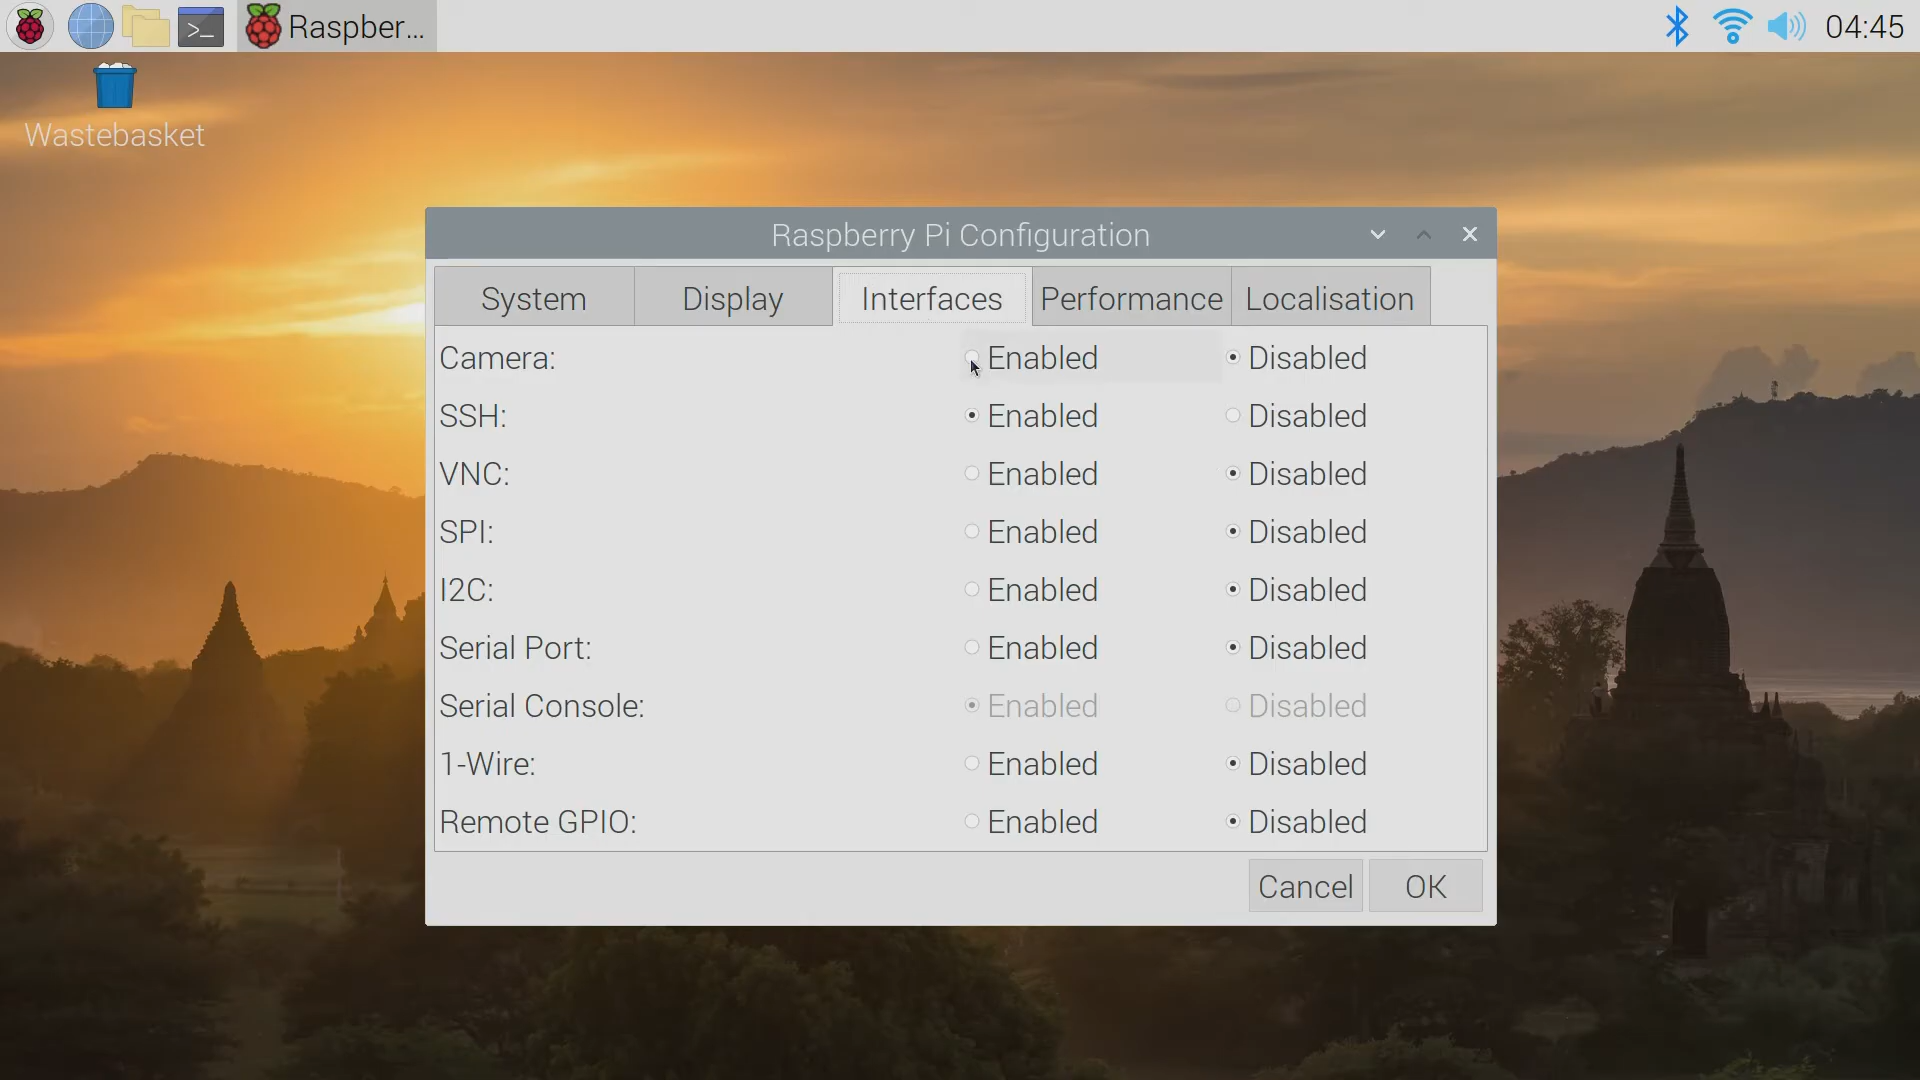 Raspber... 04:45
Wastebasket
Raspberry Pi Configuration
System Display Interfaces Performance Localisation
Camera: Enabled Disabled
SSH: Enabled Disabled
VNC: Enabled Disabled
SPI: Enabled Disabled
I2C: Enabled Disabled
Serial Port: Enabled Disabled
Serial Console: Enabled Disabled
1-Wire: Enabled Disabled
Remote GPIO: Enabled Disabled
Cancel OK